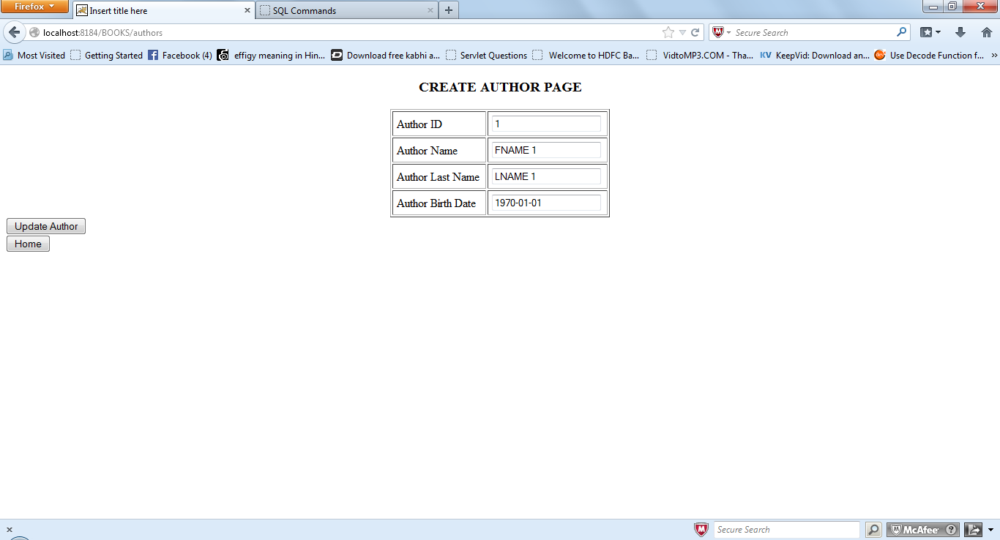 Firefox
Insert title here
SQL Commands
localhost:8184/BOOKS/authors
Secure Search
Most Visited
Getting Started
Facebook (4)
effigy meaning in Hin...
Download free kabhi a...
Servlet Questions
Welcome to HDFC Ba...
VidtoMP3.COM - Tha...
KV KeepVid: Download an...
Use Decode Function f...
CREATE AUTHOR PAGE
Author ID 1
Author Name FNAME 1
Author Last Name LNAME 1
Author Birth Date 1970-01-01
Update Author
Home
Secure Search
McAfee